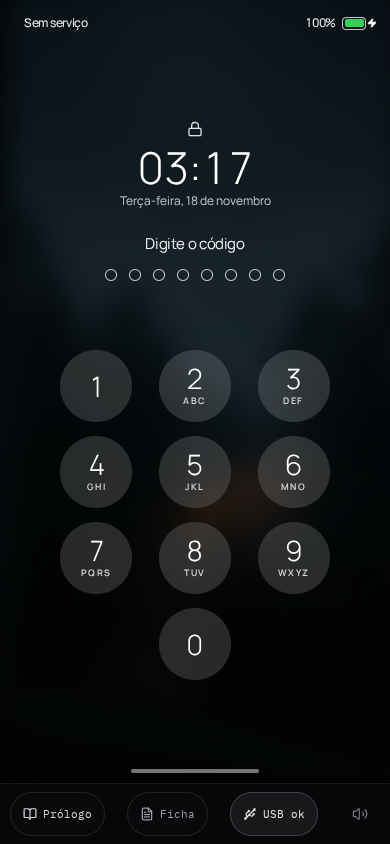 Sem serviço
100%
03:17
Terça-feira, 18 de novembro
Digite o código
1
2
ABC
3
DEF
4
GHI
5
JKL
6
MNO
7
PQRS
8
TUV
9
WXYZ
0
Prólogo
Ficha
USB ok